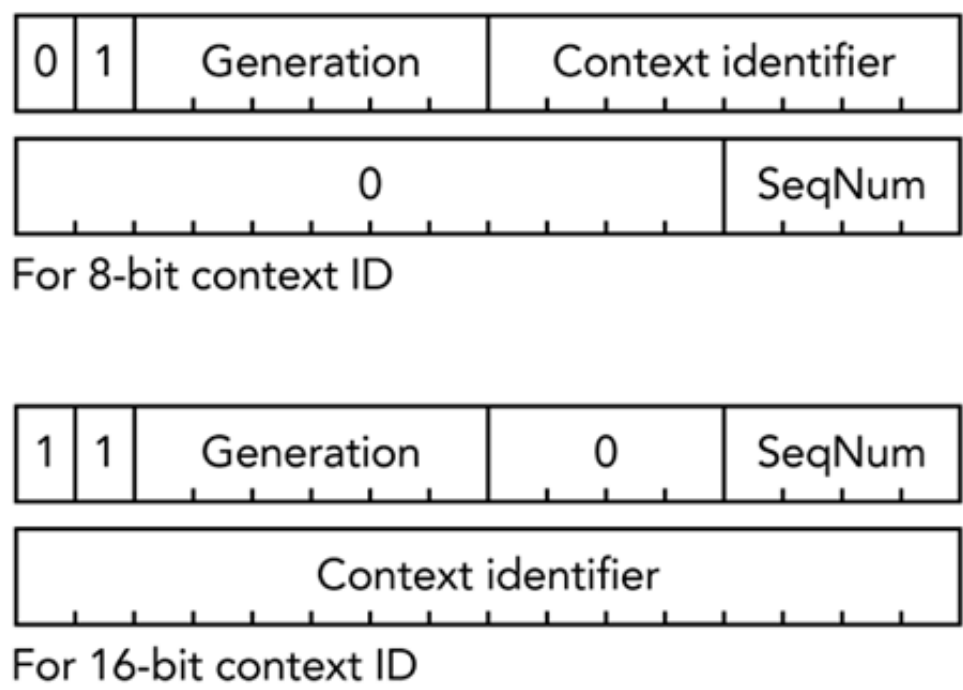 0 1 Generation Context identifier
0 SeqNum
For 8-bit context ID
1 1 Generation 0 SeqNum
Context identifier
For 16-bit context ID